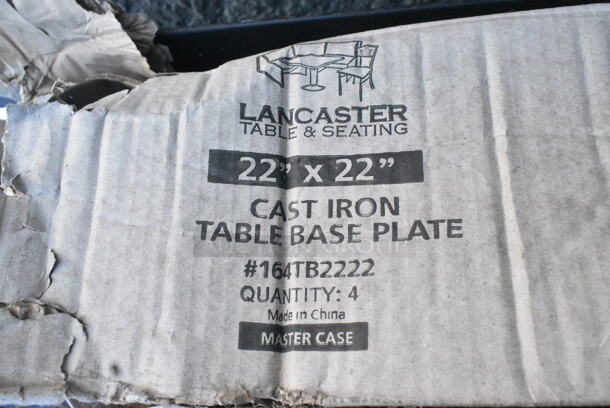 LANCASTER
TABLE & SEATING
22” x 22”
CAST IRON
TABLE BASE PLATE
#164TB2222
QUANTITY: 4
Made in China
MASTER CASE